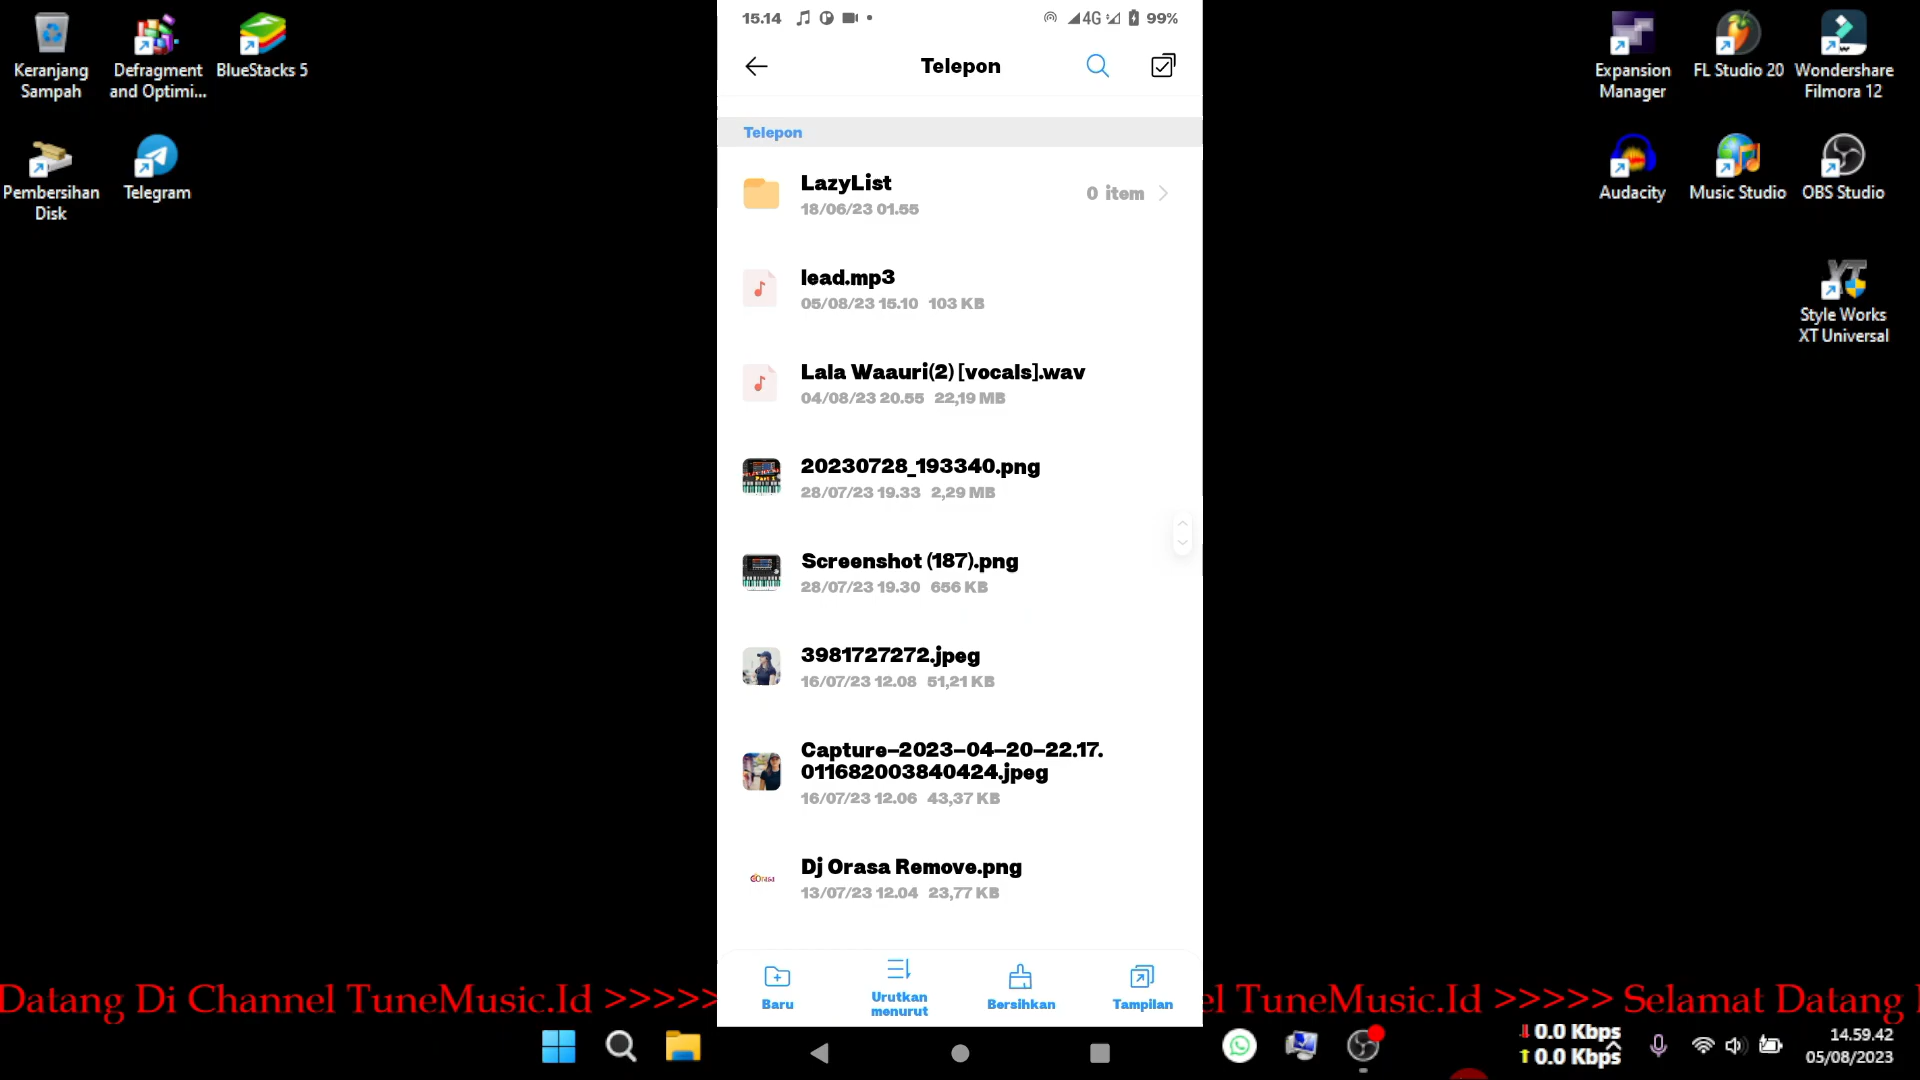 Keranjang
Sampah
Defragment
and Optimi...
BlueStacks 5
Pembersihan
Disk
Telegram
15.14
4G
99%
Telepon
Telepon
LazyList
18/06/23 01.55
0 item
lead.mp3
05/08/23 15.10 103 KB
Lala Waauri(2) [vocals].wav
04/08/23 20.55 22,19 MB
20230728_193340.png
28/07/23 19.33 2,29 MB
Screenshot (187).png
28/07/23 19.30 656 KB
3981727272.jpeg
16/07/23 12.08 51,21 KB
Capture-2023-04-20-22.17.
011682003840424.jpeg
16/07/23 12.06 43,37 KB
Dj Orasa Remove.png
13/07/23 12.04 23,77 KB
Baru
Urutkan
menurut
Bersihkan
Tampilan
Expansion
Manager
FL Studio 20
Wondershare
Filmora 12
Audacity
Music Studio
OBS Studio
XT
Style Works
XT Universal
Datang Di Channel TuneMusic.Id >>>>>
el TuneMusic.Id >>>>> Selamat Datang
0.0 Kbps
0.0 Kbps
14.59.42
05/08/2023